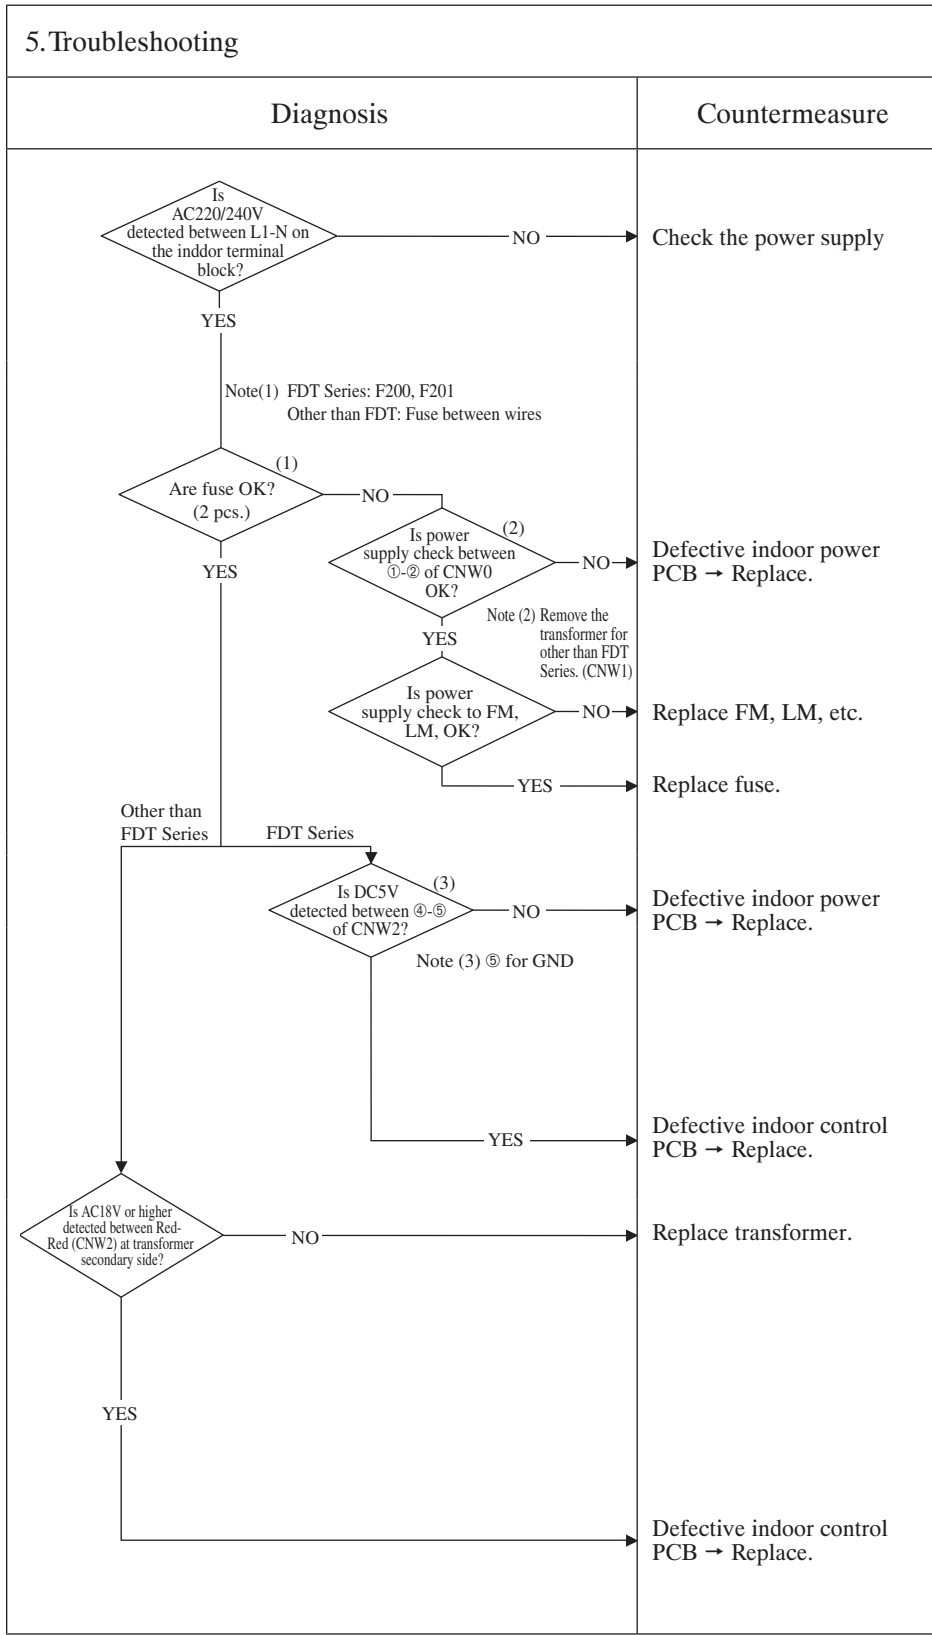 5.Troubleshooting
Diagnosis
Countermeasure
Is
AC220/240V
detected between L1-N on
the inddor terminal
block?
NO
Check the power supply
YES
Note(1) FDT Series: F200, F201
Other than FDT: Fuse between wires
(1)
Are fuse OK?
(2 pcs.)
NO
(2)
Is power
supply check between
①-② of CNW0
OK?
NO
Defective indoor power
PCB → Replace.
YES
Note (2) Remove the
transformer for
other than FDT
Series. (CNW1)
YES
Is power
supply check to FM,
LM, OK?
NO
Replace FM, LM, etc.
YES
Replace fuse.
Other than
FDT Series
FDT Series
(3)
Is DC5V
detected between ④-⑤
of CNW2?
NO
Defective indoor power
PCB → Replace.
Note (3) ⑤ for GND
YES
Defective indoor control
PCB → Replace.
Is AC18V or higher
detected between Red-
Red (CNW2) at transformer
secondary side?
NO
Replace transformer.
YES
Defective indoor control
PCB → Replace.